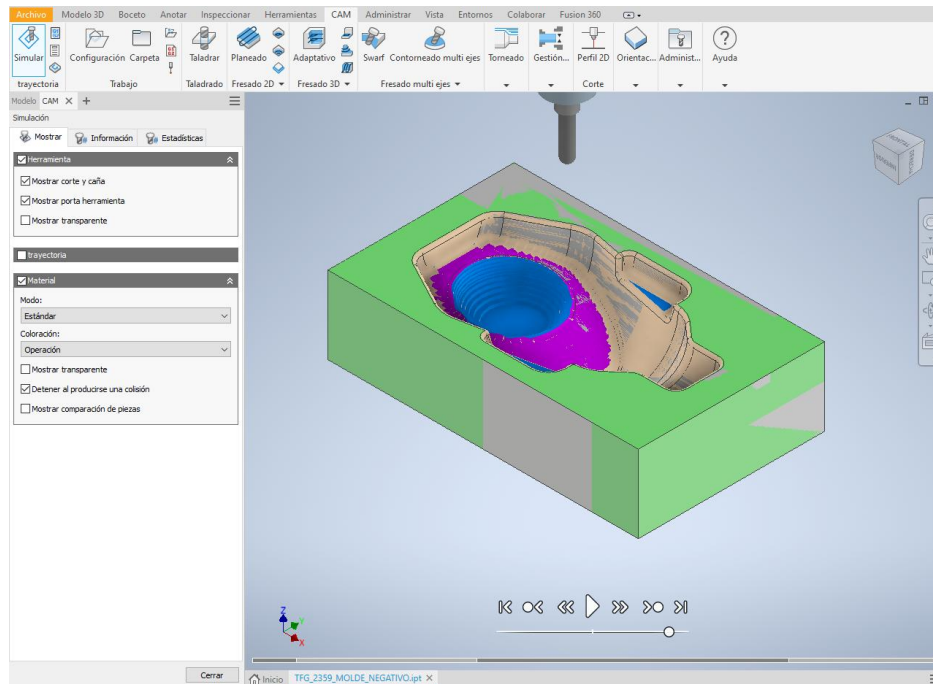 Archivo Modelo 3D Boceto Anotar Inspeccionar Herramientas CAM Administrar Vista Entornos Colaborar Fusion 360
Simular Configuración Carpeta Taladrar Planeado Adaptativo Swarf Contorneado multi ejes Torneado Gestión... Perfil 2D Orientac... Administ... Ayuda
trayectoria Trabajo Taladrado Fresado 2D Fresado 3D Fresado multi ejes Corte
Modelo CAM
Simulación
Mostrar Información Estadísticas
Herramienta
Mostrar corte y caña
Mostrar porta herramienta
Mostrar transparente
trayectoria
Material
Modo:
Estándar
Coloración:
Operación
Mostrar transparente
Detener al producirse una colisión
Mostrar comparación de piezas
Z
Y
X
Cerrar
Inicio TFG_2359_MOLDE_NEGATIVO.ipt